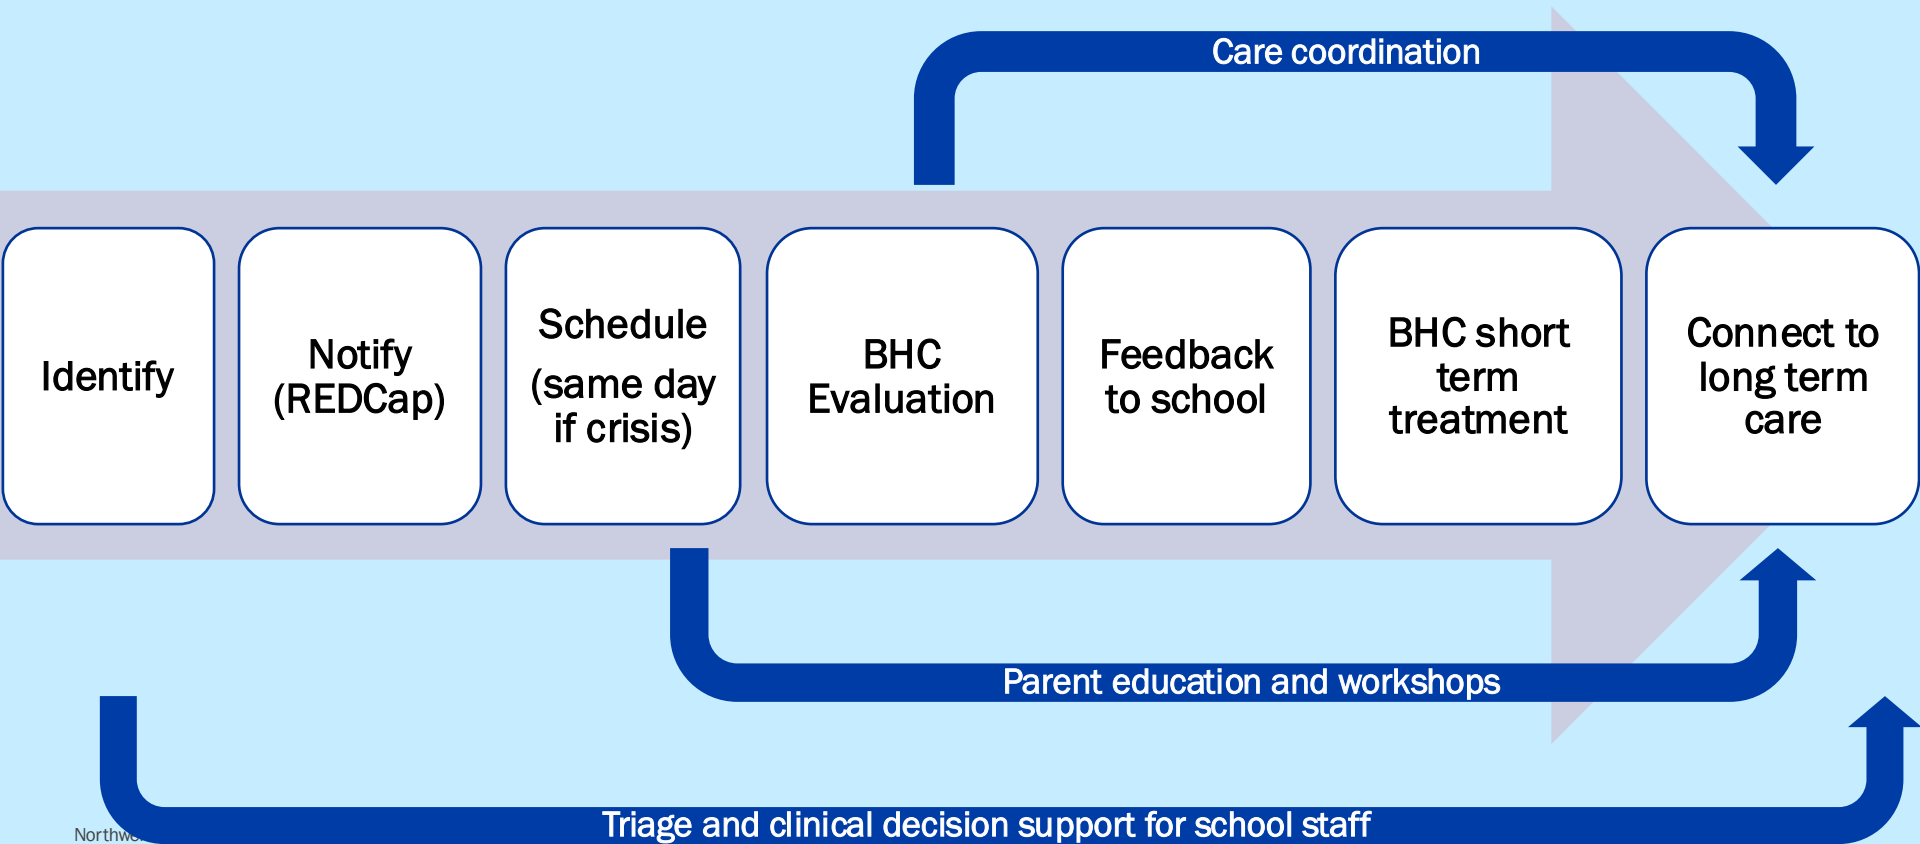 Care coordination
Identify
Notify
(REDCap)
Schedule
(same day
if crisis)
BHC
Evaluation
Feedback
to school
BHC short
term
treatment
Connect to
long term
care
Parent education and workshops
Triage and clinical decision support for school staff